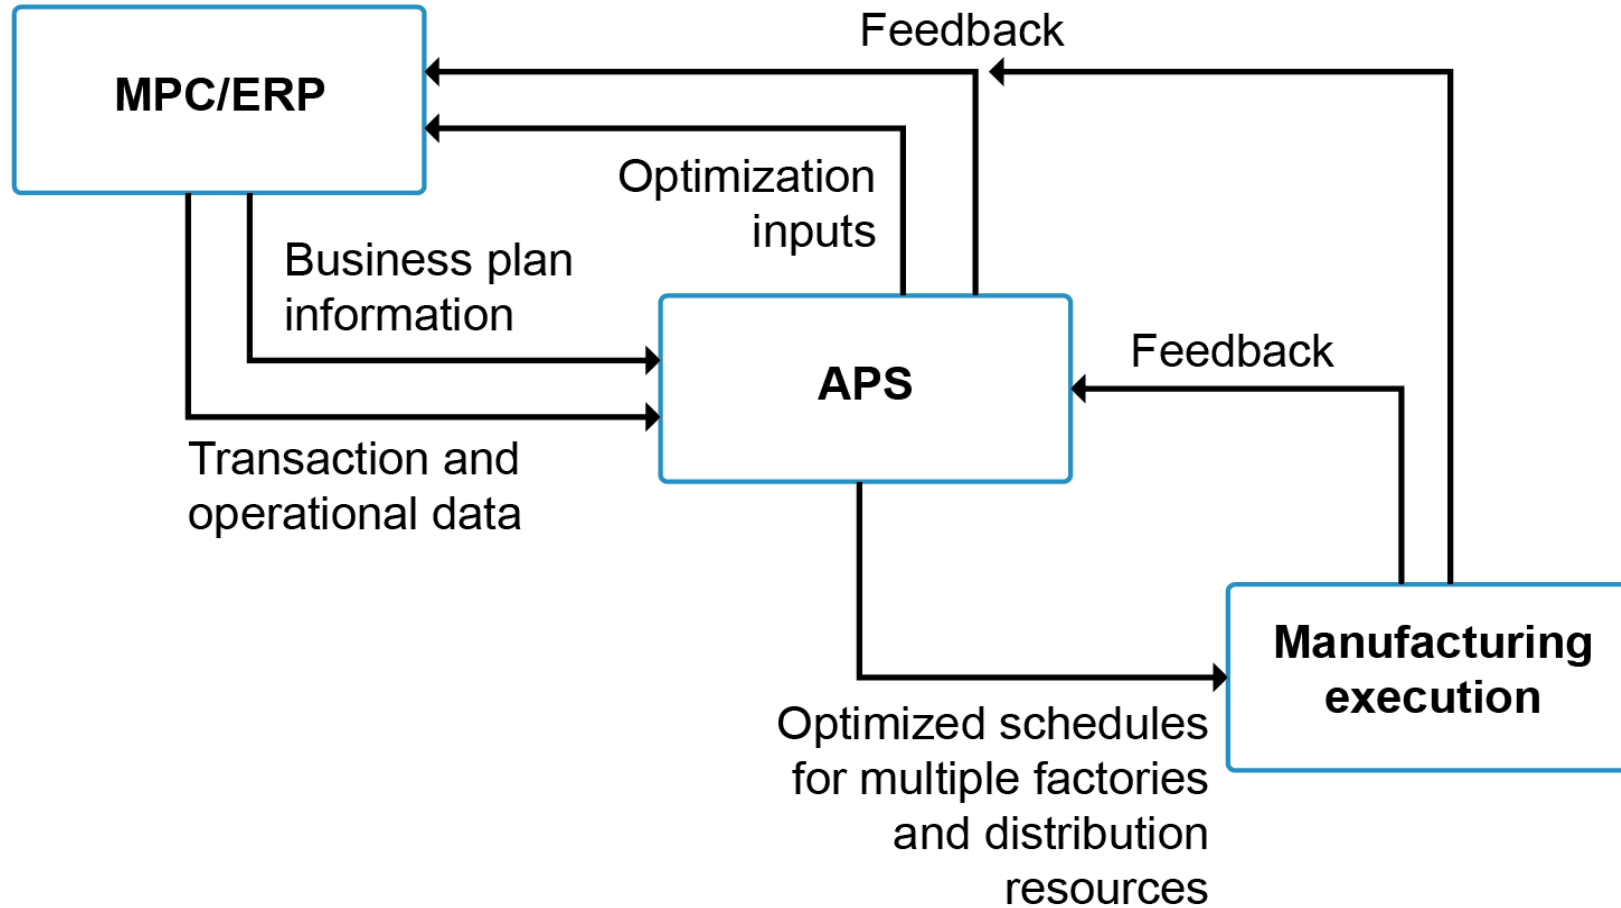 Feedback
MPC/ERP
Optimization
inputs
Business plan
information
Feedback
APS
Transaction and
operational data
Manufacturing
execution
Optimized schedules
for multiple factories
and distribution
resources